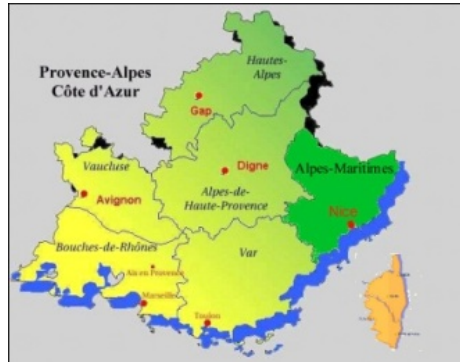 Provence-Alpes
Côte d'Azur
Hautes-
Alpes
Gap
Vaucluse
Digne
Alpes-Maritimes
Avignon
Alpes-de-
Haute-Provence
Nice
Bouches-de-Rhônes
Var
Aix en Provence
Marseille
Toulon